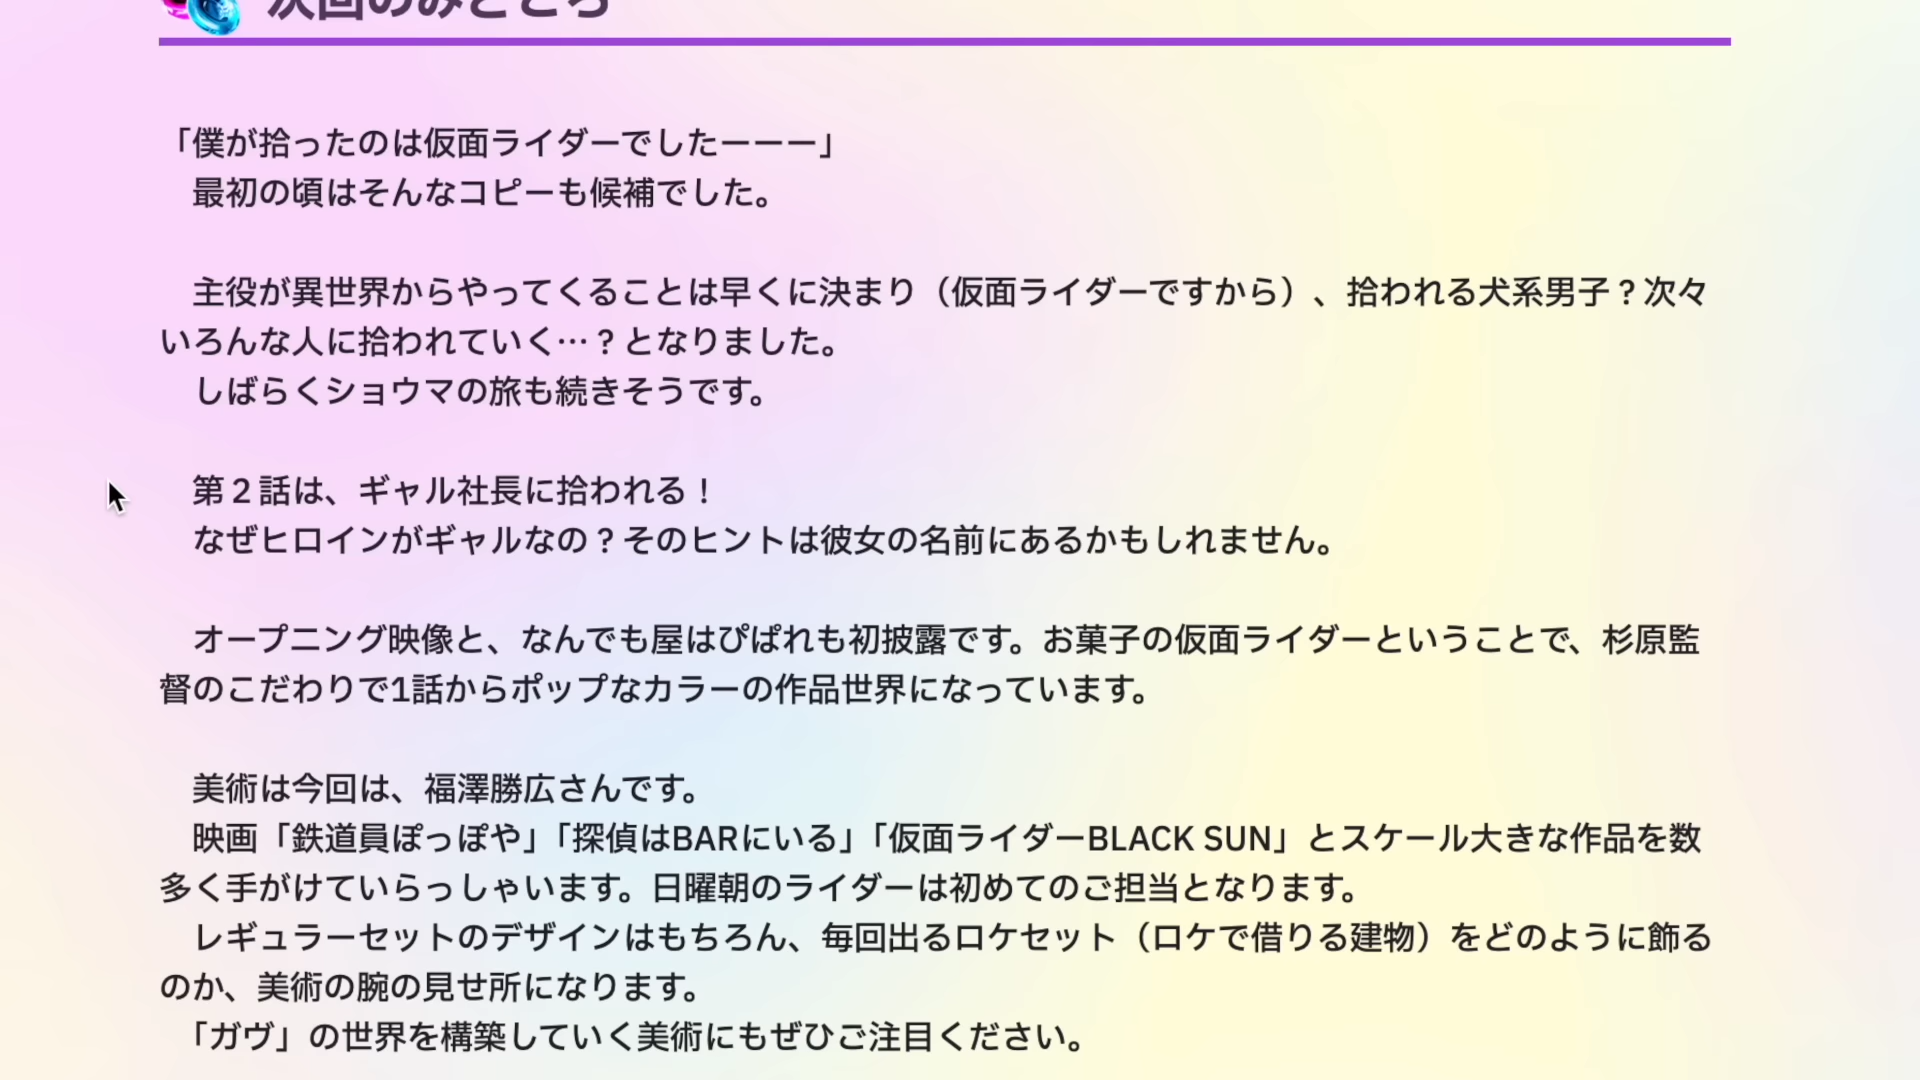 次回のみどころ
「僕が拾ったのは仮面ライダーでしたーーー」
最初の頃はそんなコピーも候補でした。
主役が異世界からやってくることは早くに決まり（仮面ライダーですから）、拾われる犬系男子？次々
いろんな人に拾われていく…？となりました。
しばらくショウマの旅も続きそうです。
第２話は、ギャル社長に拾われる！
なぜヒロインがギャルなの？そのヒントは彼女の名前にあるかもしれません。
オープニング映像と、なんでも屋はぴぱれも初披露です。お菓子の仮面ライダーということで、杉原監
督のこだわりで1話からポップなカラーの作品世界になっています。
美術は今回は、福澤勝広さんです。
映画「鉄道員ぽっぽや」「探偵はBARにいる」「仮面ライダーBLACK SUN」とスケール大きな作品を数
多く手がけていらっしゃいます。日曜朝のライダーは初めてのご担当となります。
レギュラーセットのデザインはもちろん、毎回出るロケセット（ロケで借りる建物）をどのように飾る
のか、美術の腕の見せ所になります。
「ガヴ」の世界を構築していく美術にもぜひご注目ください。